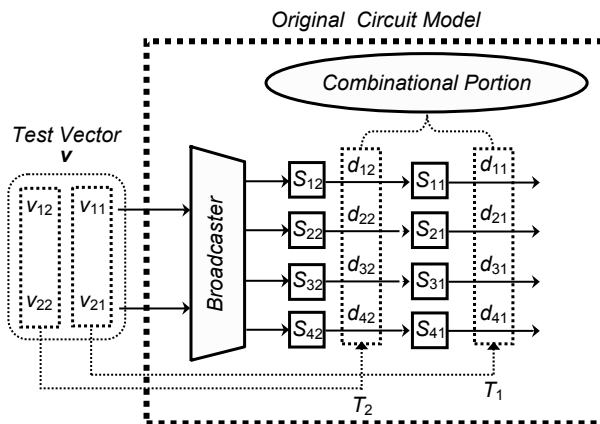 Original Circuit Model
Combinational Portion
Test Vector
v
v12 v11
v22 v21
Broadcaster
S12 d12 S11 d11
S22 d22 S21 d21
S32 d32 S31 d31
S42 d42 S41 d41
T2 T1